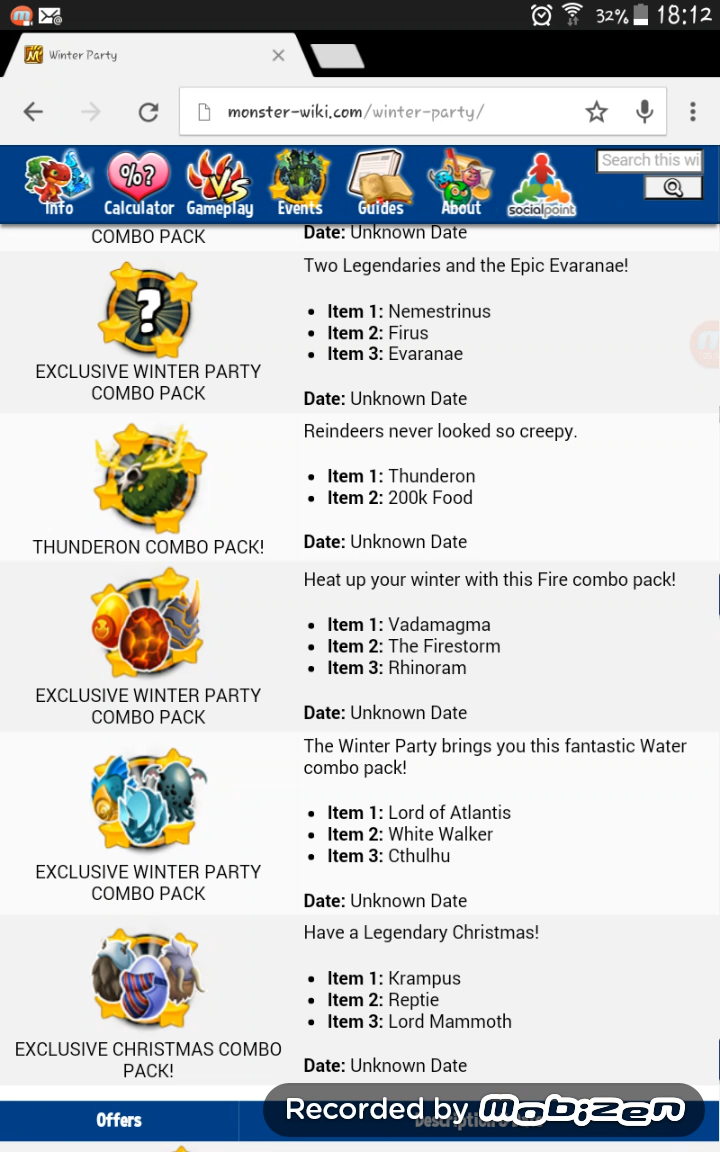 32% 18:12
Winter Party
monster-wiki.com/winter-party/
%? VS
Info Calculator Gameplay Events Guides About socialpoint
Search this wi
COMBO PACK
Date: Unknown Date
Two Legendaries and the Epic Evaranae!
Item 1: Nemestrinus
Item 2: Firus
Item 3: Evaranae
?
EXCLUSIVE WINTER PARTY
COMBO PACK
Date: Unknown Date
Reindeers never looked so creepy.
Item 1: Thunderon
Item 2: 200k Food
THUNDERON COMBO PACK!
Date: Unknown Date
Heat up your winter with this Fire combo pack!
Item 1: Vadamagma
Item 2: The Firestorm
Item 3: Rhinoram
EXCLUSIVE WINTER PARTY
COMBO PACK
Date: Unknown Date
The Winter Party brings you this fantastic Water
combo pack!
Item 1: Lord of Atlantis
Item 2: White Walker
Item 3: Cthulhu
EXCLUSIVE WINTER PARTY
COMBO PACK
Date: Unknown Date
Have a Legendary Christmas!
Item 1: Krampus
Item 2: Reptie
Item 3: Lord Mammoth
EXCLUSIVE CHRISTMAS COMBO
PACK!
Date: Unknown Date
Offers
Recorded by Mobizen